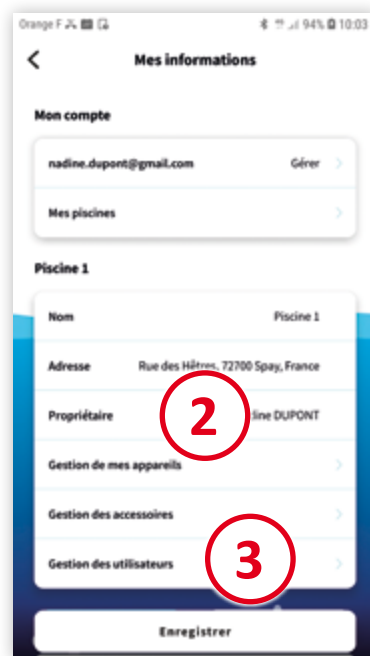 Orange F 94% 10:03
Mes informations
Mon compte
nadine.dupont@gmail.com Gérer
Mes piscines
Piscine 1
Nom Piscine 1
Adresse Rue des Hêtres, 72700 Spay, France
Propriétaire 2 ine DUPONT
Gestion de mes appareils
Gestion des accessoires
Gestion des utilisateurs 3
Enregistrer